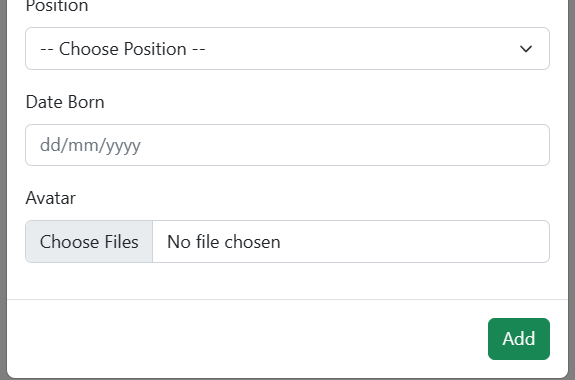 Position
-- Choose Position --
Date Born
dd/mm/yyyy
Avatar
Choose Files No file chosen
Add